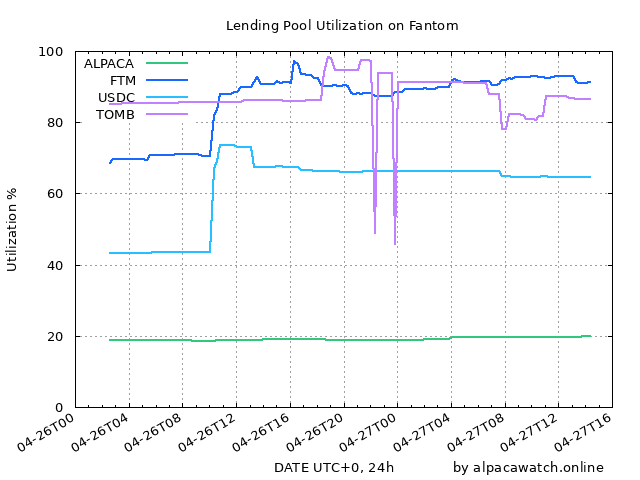 Lending Pool Utilization on Fantom
100
80
60
40
20
0
Utilization %
ALPACA
FTM
USDC
TOMB
04-26T00
04-26T04
04-26T08
04-26T12
04-26T16
04-26T20
04-27T00
04-27T04
04-27T08
04-27T12
04-27T16
DATE UTC+0, 24h
by alpacawatch.online